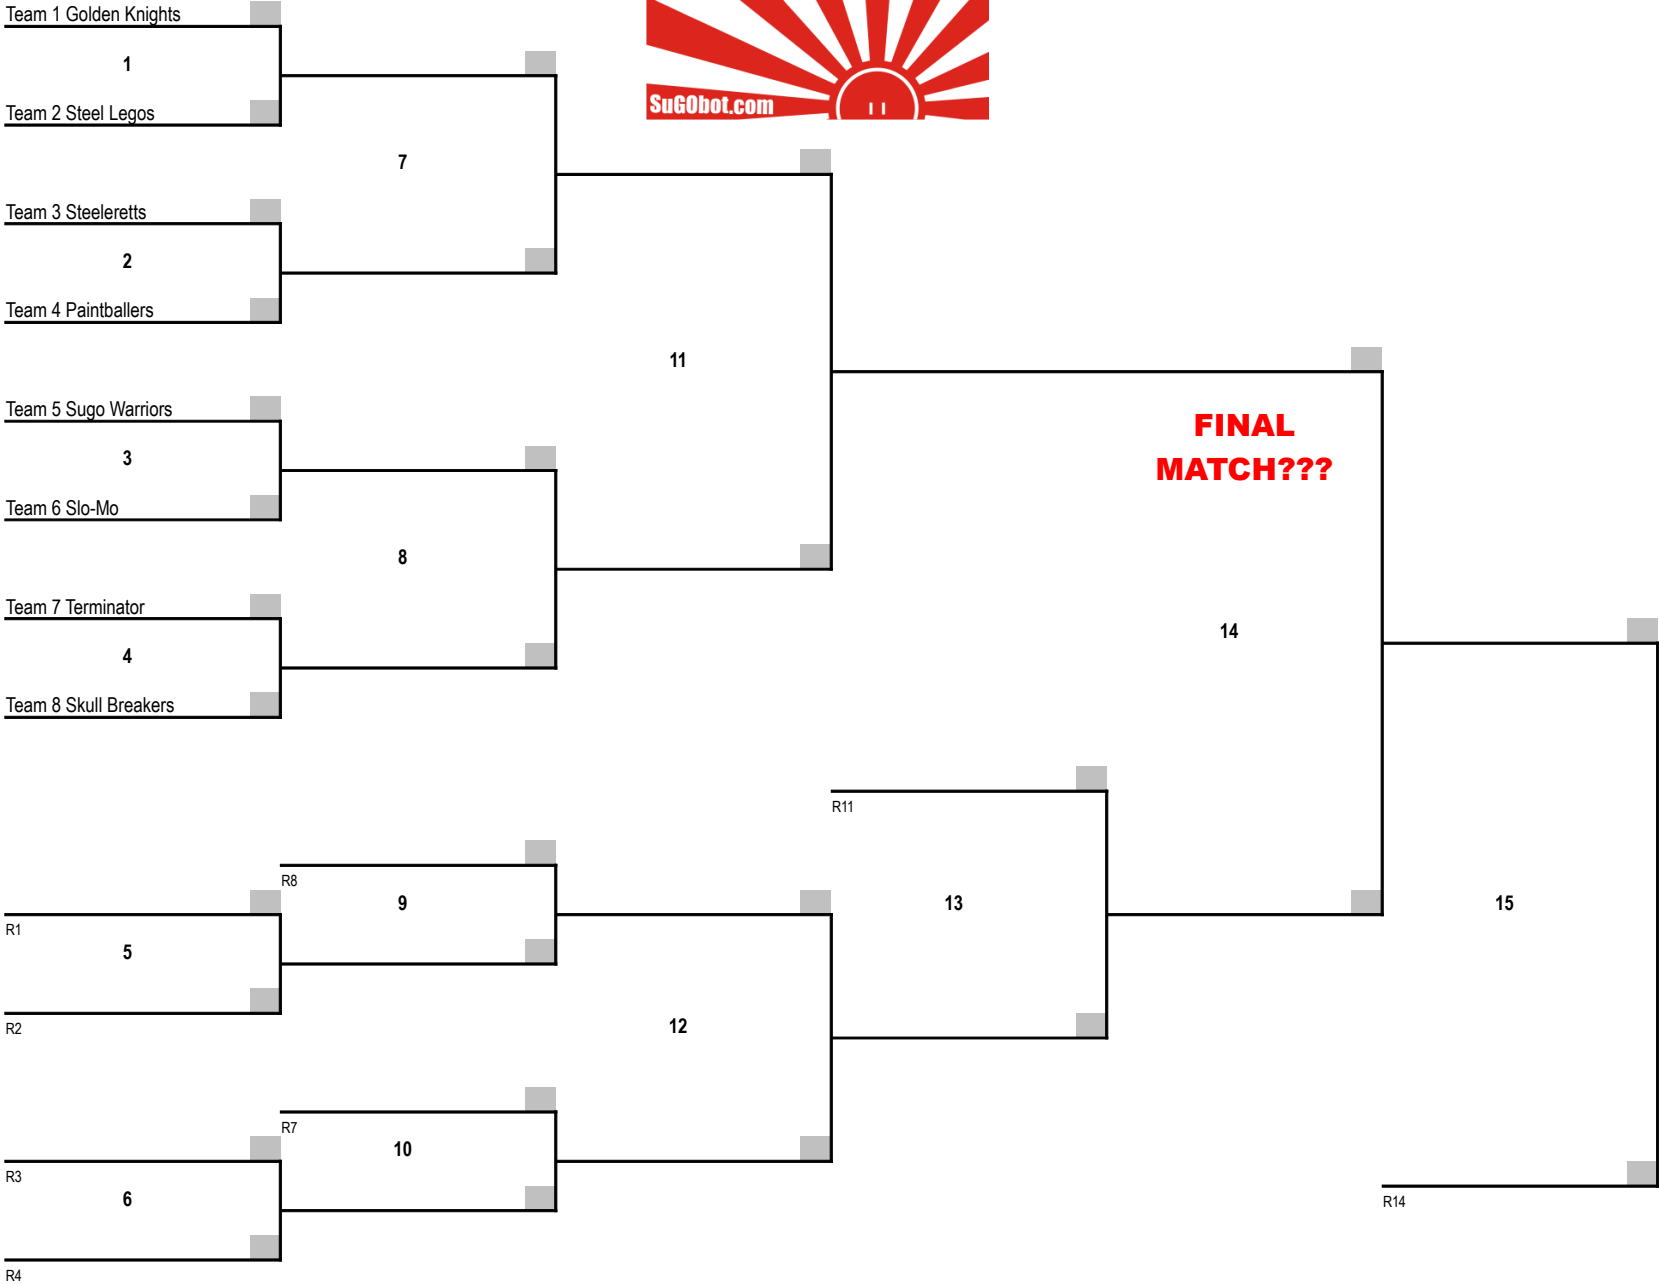 Team 1 Golden Knights
1
Team 2 Steel Legos
SuGObot.com
7
Team 3 Steeleretts
2
Team 4 Paintballers
11
Team 5 Sugo Warriors
FINAL
MATCH???
3
Team 6 Slo-Mo
8
Team 7 Terminator
14
4
Team 8 Skull Breakers
R11
R8
9
13
15
R1
5
R2
12
R7
10
R3
6
R14
R4